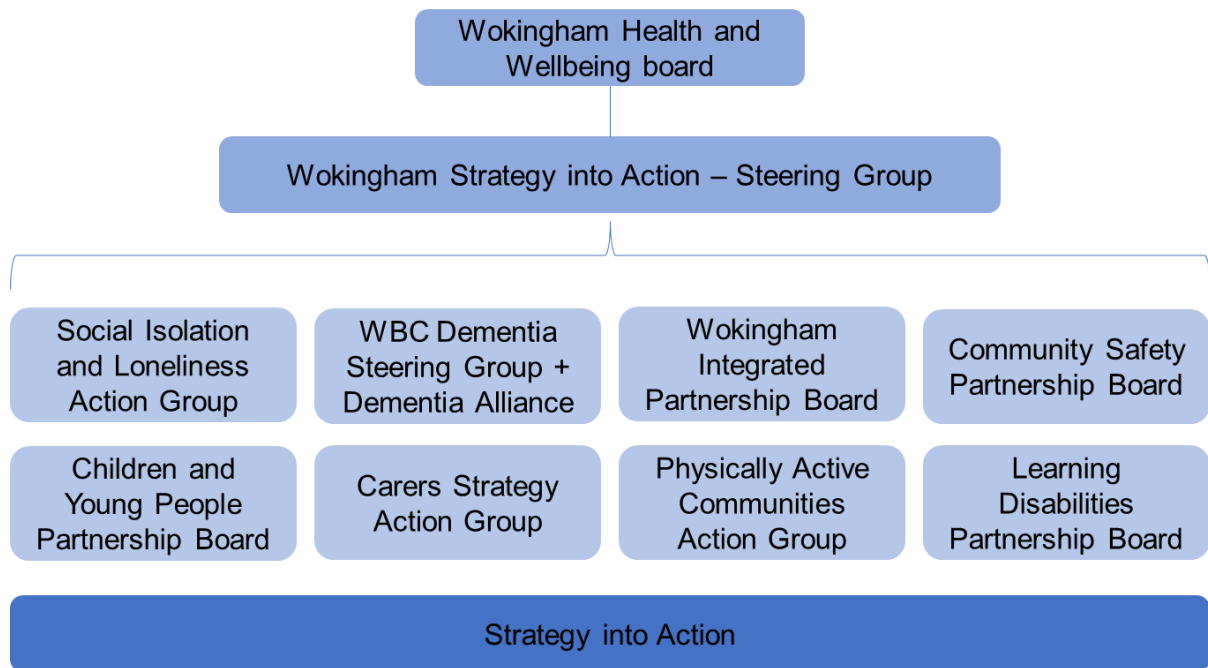 Wokingham Health and
Wellbeing board
Wokingham Strategy into Action – Steering Group
Social Isolation
and Loneliness
Action Group
WBC Dementia
Steering Group +
Dementia Alliance
Wokingham
Integrated
Partnership Board
Community Safety
Partnership Board
Children and
Young People
Partnership Board
Carers Strategy
Action Group
Physically Active
Communities
Action Group
Learning
Disabilities
Partnership Board
Strategy into Action